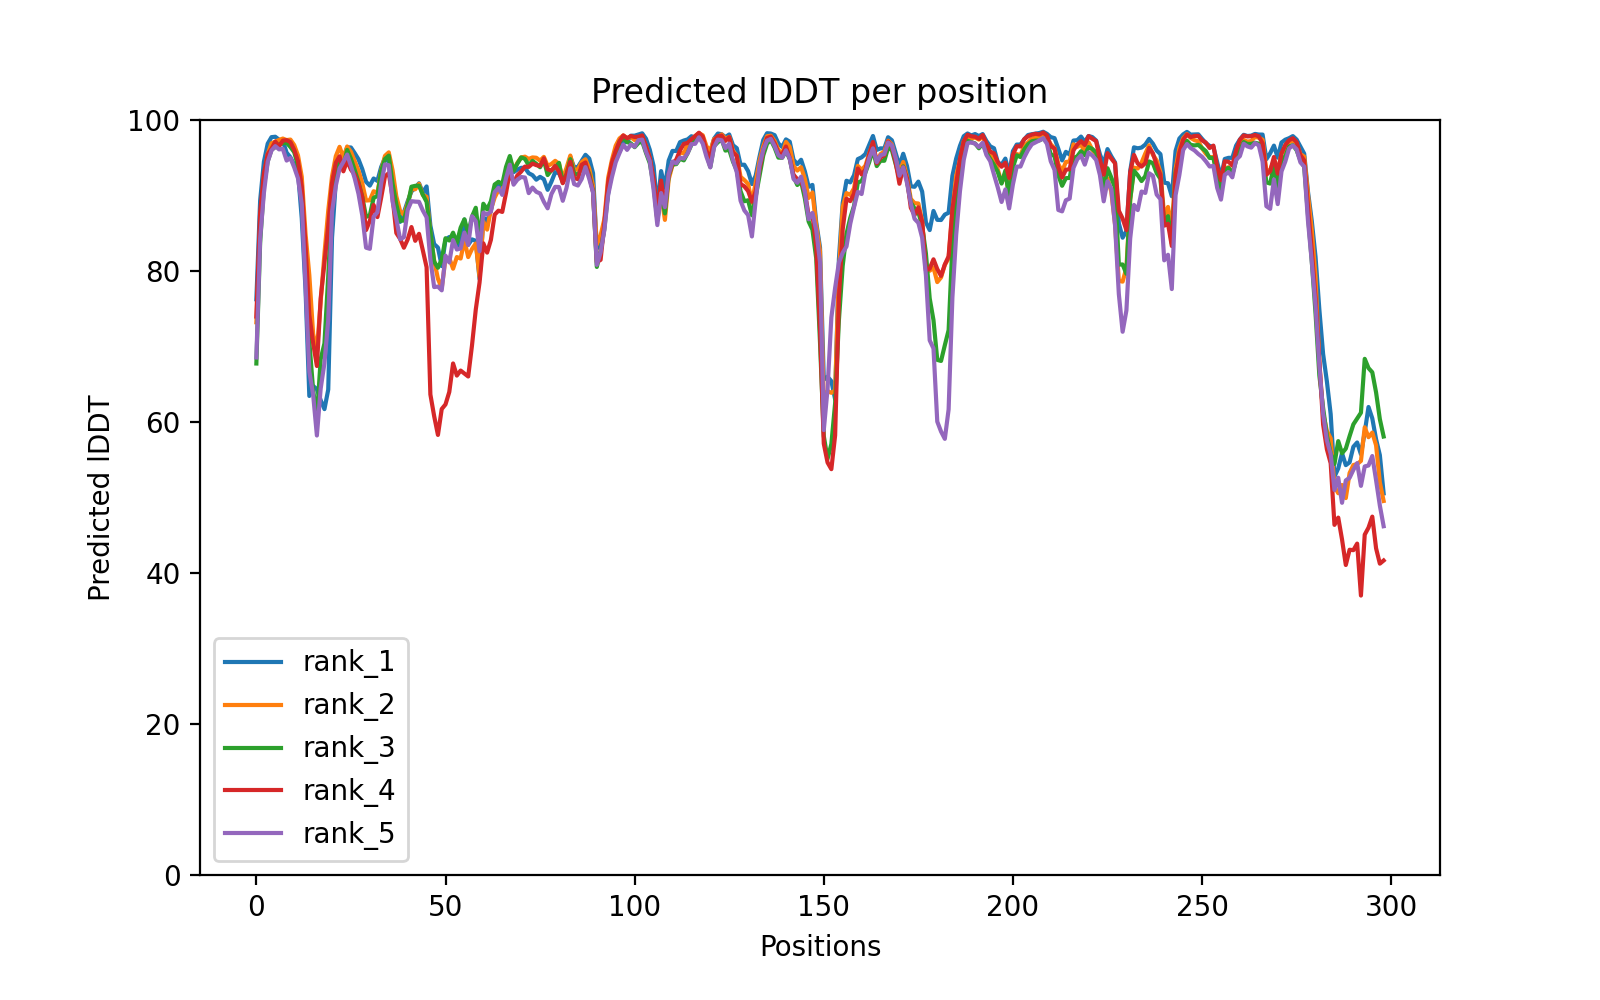 Predicted lDDT per position
100
80
60
40
20
0
Predicted lDDT
rank_1
rank_2
rank_3
rank_4
rank_5
0 50 100 150 200 250 300
Positions